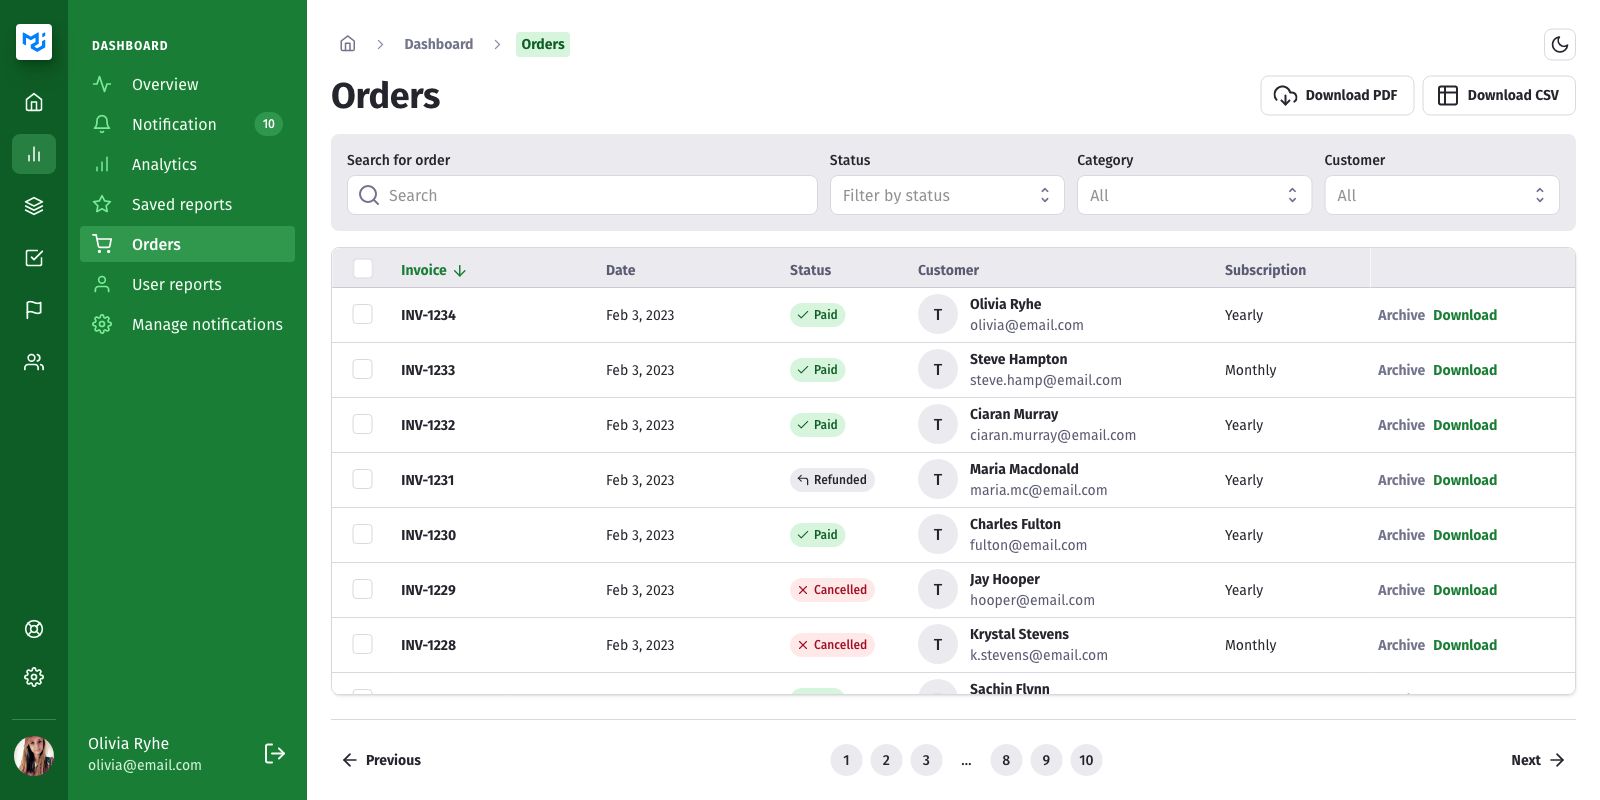 DASHBOARD
Overview
Notification 10
Analytics
Saved reports
Orders
User reports
Manage notifications
Olivia Ryhe
olivia@email.com
Dashboard Orders
Orders
Download PDF Download CSV
Search for order Status Category Customer
Search Filter by status All All
Invoice Date Status Customer Subscription
INV-1234 Feb 3, 2023 Paid T Olivia Ryhe Yearly Archive Download
olivia@email.com
INV-1233 Feb 3, 2023 Paid T Steve Hampton Monthly Archive Download
steve.hamp@email.com
INV-1232 Feb 3, 2023 Paid T Ciaran Murray Yearly Archive Download
ciaran.murray@email.com
INV-1231 Feb 3, 2023 Refunded T Maria Macdonald Yearly Archive Download
maria.mc@email.com
INV-1230 Feb 3, 2023 Paid T Charles Fulton Yearly Archive Download
fulton@email.com
INV-1229 Feb 3, 2023 Cancelled T Jay Hooper Yearly Archive Download
hooper@email.com
INV-1228 Feb 3, 2023 Cancelled T Krystal Stevens Monthly Archive Download
k.stevens@email.com
Sachin Flynn
Previous 1 2 3 … 8 9 10 Next